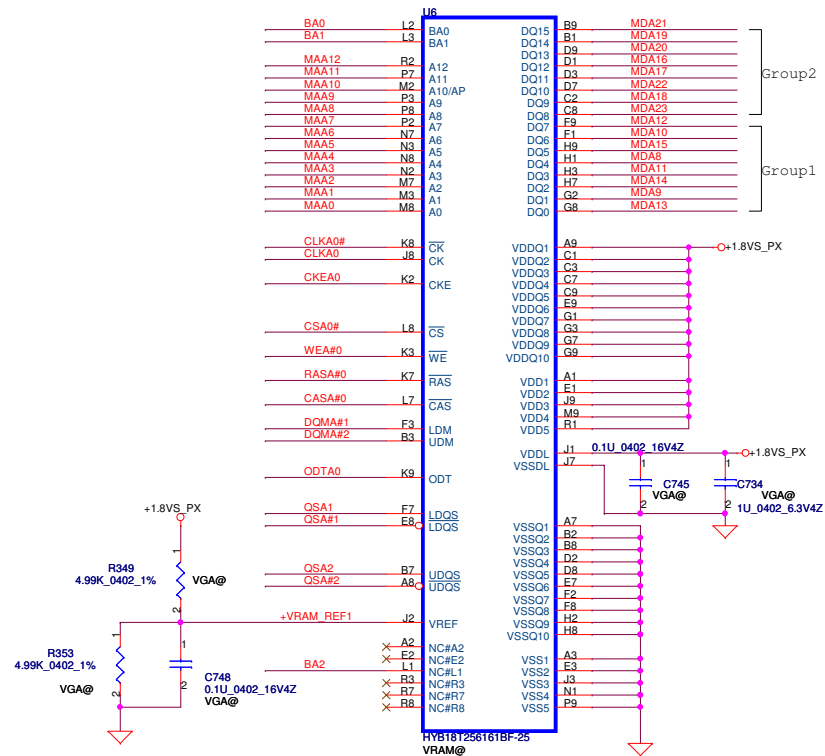 U6
BA0 L2 BA0 DQ15 B9 MDA21
BA1 L3 BA1 DQ14 B1 MDA19
DQ13 D9 MDA20
MAA12 R2 A12 DQ12 D1 MDA16
MAA11 P7 A11 DQ11 D3 MDA17
MAA10 M2 A10/AP DQ10 D7 MDA22
Group2
MAA9 P3 A9 DQ9 C2 MDA18
MAA8 P8 A8 DQ8 C8 MDA23
MAA7 P2 A7 DQ7 F9 MDA12
MAA6 N7 A6 DQ6 F1 MDA10
MAA5 N3 A5 DQ5 H9 MDA15
MAA4 N8 A4 DQ4 H1 MDA8
MAA3 N2 A3 DQ3 H3 MDA11
Group1
MAA2 M7 A2 DQ2 H7 MDA14
MAA1 M3 A1 DQ1 G2 MDA9
MAA0 M8 A0 DQ0 G8 MDA13
CLKA0# K8 CK VDDQ1 A9 +1.8VS_PX
CLKA0 J8 CK VDDQ2 C1
VDDQ3 C3
CKEA0 K2 CKE VDDQ4 C7
VDDQ5 C9
VDDQ6 E9
VDDQ7 G1
CSA0# L8 CS VDDQ8 G3
VDDQ9 G7
WEA#0 K3 WE VDDQ10 G9
RASA#0 K7 RAS VDD1 A1
VDD2 E1
CASA#0 L7 CAS VDD3 J9
VDD4 M9
DQMA#1 F3 LDM VDD5 R1
DQMA#2 B3 UDM
VDDL J1 0.1U_0402_16V4Z +1.8VS_PX
VSSDL J7
ODTA0 K9 ODT
1 1
C745 C734
VGA@ VGA@
2 2
1U_0402_6.3V4Z
+1.8VS_PX
QSA1 F7 LDQS
QSA#1 E8 LDQS VSSQ1 A7
VSSQ2 B2
VSSQ3 B8
VSSQ4 D2
1
R349
4.99K_0402_1%
VGA@
2
QSA2 B7 UDQS VSSQ5 D8
QSA#2 A8 UDQS VSSQ6 E7
VSSQ7 F2
VSSQ8 F8
+VRAM_REF1 J2 VREF VSSQ9 H2
VSSQ10 H8
A2 NC#A2
E2 NC#E2 VSS1 A3
BA2 L1 NC#L1 VSS2 E3
R3 NC#R3 VSS3 J3
R7 NC#R7 VSS4 N1
R8 NC#R8 VSS5 P9
1 1
R353
4.99K_0402_1%
VGA@
2 2
C748
0.1U_0402_16V4Z
VGA@
HYB18T256161BF-25
VRAM@